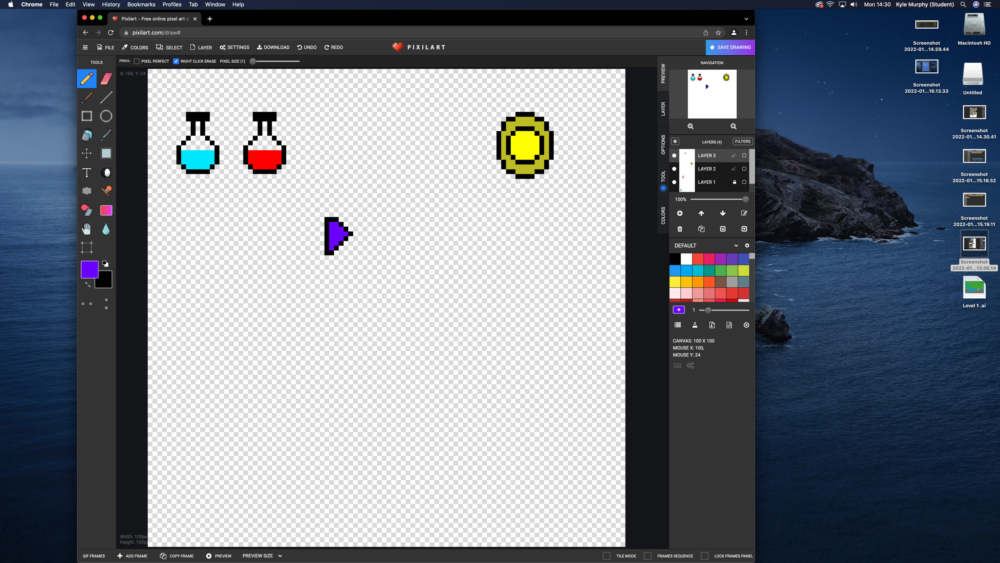 Chrome File Edit View History Bookmarks Profiles Tab Window Help
Mon 14:30 Kyle Murphy (Student)
Pixilart - Free online pixel art d
pixilart.com/draw#
FILE COLORS SELECT LAYER SETTINGS DOWNLOAD UNDO REDO
PIXILART
SAVE DRAWING
TOOLS
PENCIL: PIXEL PERFECT RIGHT CLICK ERASE PIXEL SIZE (1)
X: 100, Y: 24
PREVIEW
LAYER
OPTIONS
TOOL
COLORS
NAVIGATION
LAYERS (4)
FILTERS
LAYER 3
LAYER 2
LAYER 1
100%
DEFAULT
1
CANVAS: 100 X 100
MOUSE X: 100,
MOUSE Y: 24
Width: 100px
Height: 100px
GIF FRAMES ADD FRAME COPY FRAME PREVIEW PREVIEW SIZE
TILE MODE FRAMES SEQUENCE LOCK FRAMES PANEL
Screenshot
2022-01...14.59.44
Macintosh HD
Screenshot
2022-01...16.13.33
Untitled
Screenshot
2022-01...14.30.41
Screenshot
2022-01...15.18.52
Screenshot
2022-01...15.19.11
Screenshot
2022-01...13.56.14
Level 1 .ai